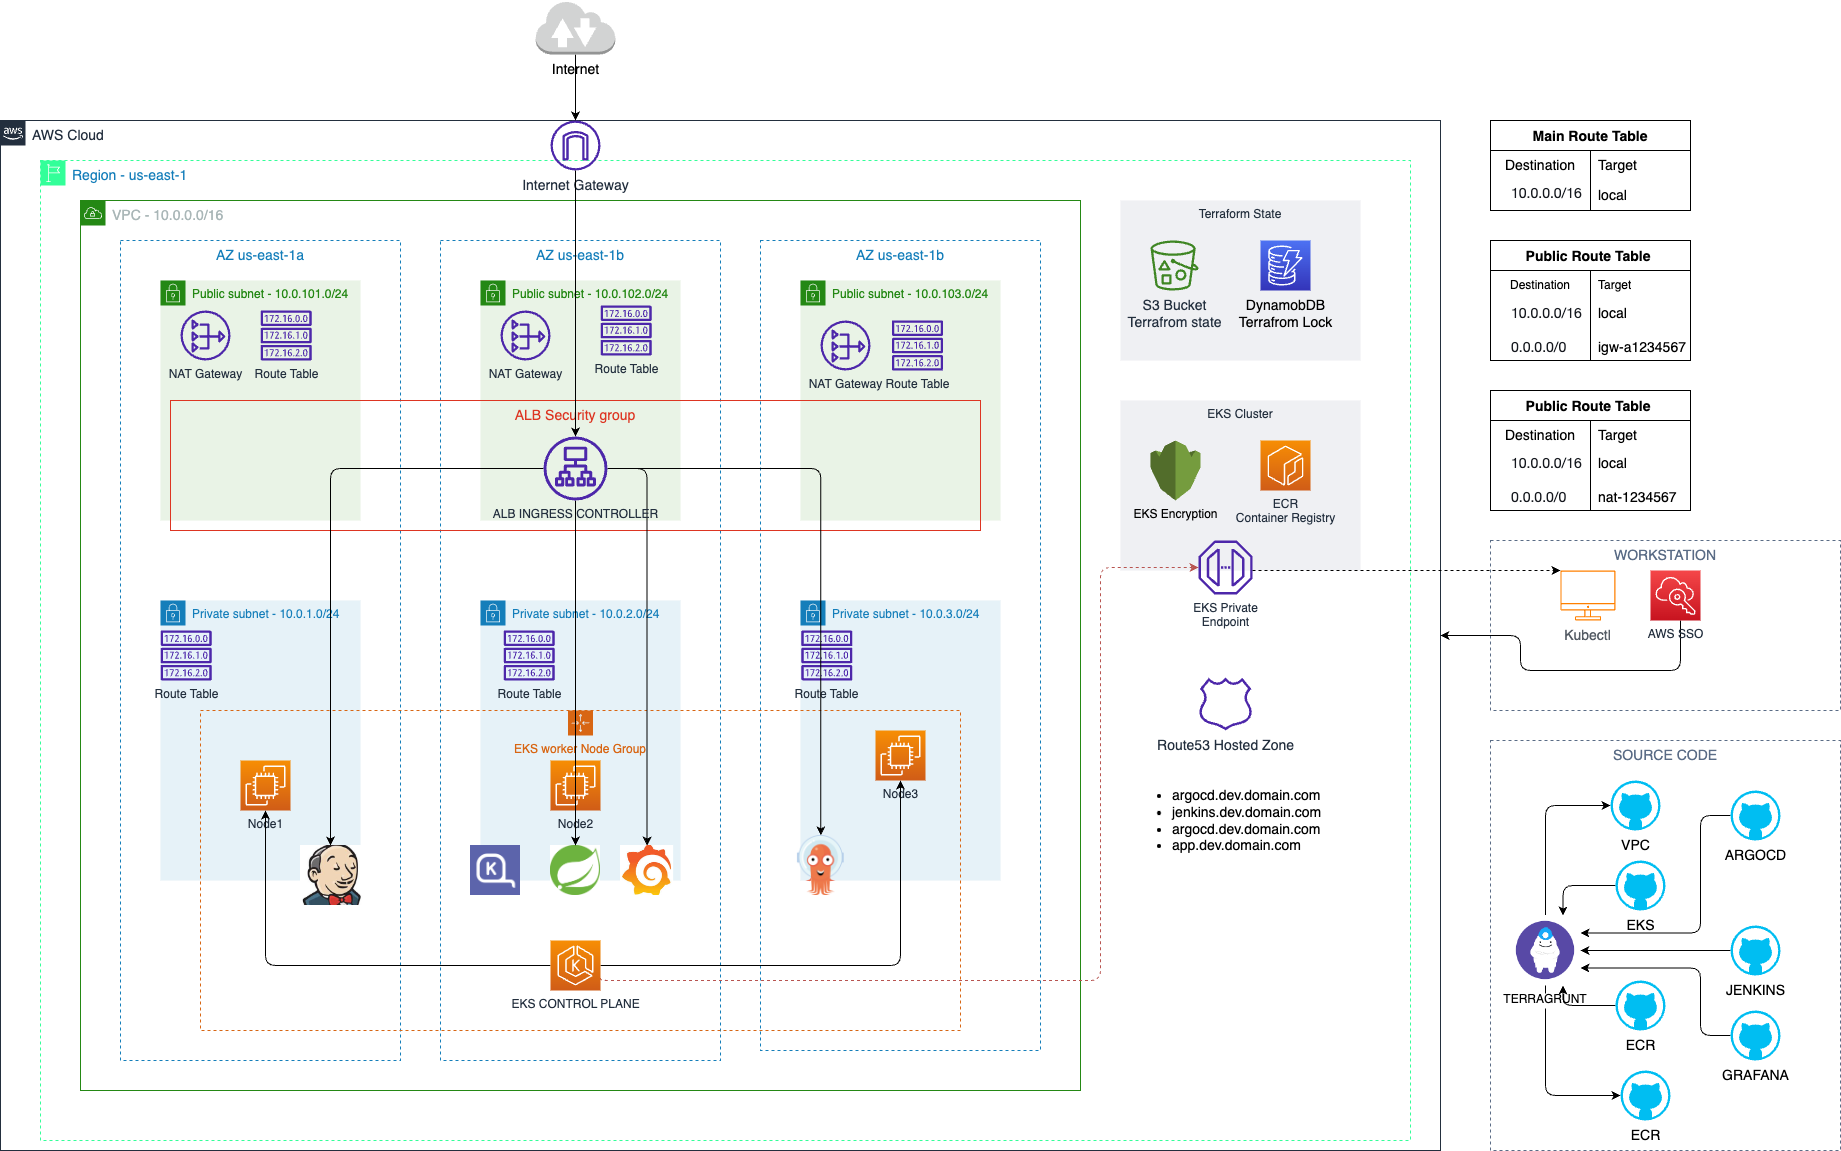 Internet
aws
AWS Cloud
Internet Gateway
Region - us-east-1
VPC - 10.0.0.0/16
AZ us-east-1a
AZ us-east-1b
AZ us-east-1b
Public subnet - 10.0.101.0/24
Public subnet - 10.0.102.0/24
Public subnet - 10.0.103.0/24
172.16.0.0
172.16.1.0
172.16.2.0
172.16.0.0
172.16.1.0
172.16.2.0
172.16.0.0
172.16.1.0
172.16.2.0
NAT Gateway
Route Table
NAT Gateway
Route Table
NAT Gateway
Route Table
ALB Security group
ALB INGRESS CONTROLLER
Private subnet - 10.0.1.0/24
Private subnet - 10.0.2.0/24
Private subnet - 10.0.3.0/24
172.16.0.0
172.16.1.0
172.16.2.0
172.16.0.0
172.16.1.0
172.16.2.0
172.16.0.0
172.16.1.0
172.16.2.0
Route Table
Route Table
Route Table
EKS worker Node Group
Node1
Node2
Node3
K
K
EKS CONTROL PLANE
Terraform State
S3 Bucket
Terrafrom state
DynamobDB
Terrafrom Lock
EKS Cluster
EKS Encryption
ECR
Container Registry
EKS Private
Endpoint
Route53 Hosted Zone
• argocd.dev.domain.com
• jenkins.dev.domain.com
• argocd.dev.domain.com
• app.dev.domain.com
Main Route Table
Destination Target
10.0.0.0/16 local
Public Route Table
Destination Target
10.0.0.0/16 local
0.0.0.0/0 igw-a1234567
Public Route Table
Destination Target
10.0.0.0/16 local
0.0.0.0/0 nat-1234567
WORKSTATION
Kubectl
AWS SSO
SOURCE CODE
VPC
ARGOCD
EKS
JENKINS
TERRAGRUNT
ECR
GRAFANA
ECR